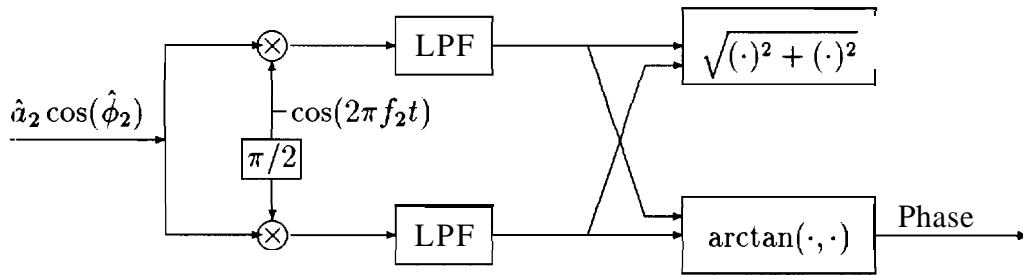 LPF
√(·)² + (·)²
â₂ cos(φ̂₂)
cos(2πf₂t)
π/2
LPF
arctan(·,·)
Phase